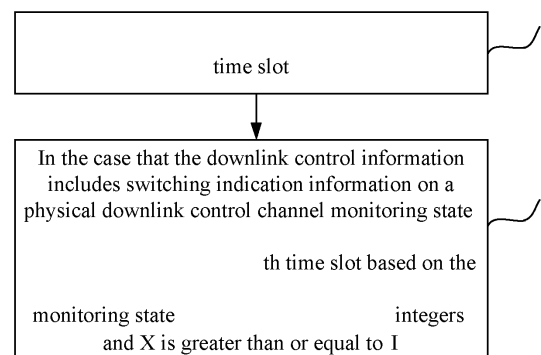 time slot
In the case that the downlink control information
includes switching indication information on a
physical downlink control channel monitoring state
th time slot based on the
monitoring state integers
and X is greater than or equal to I